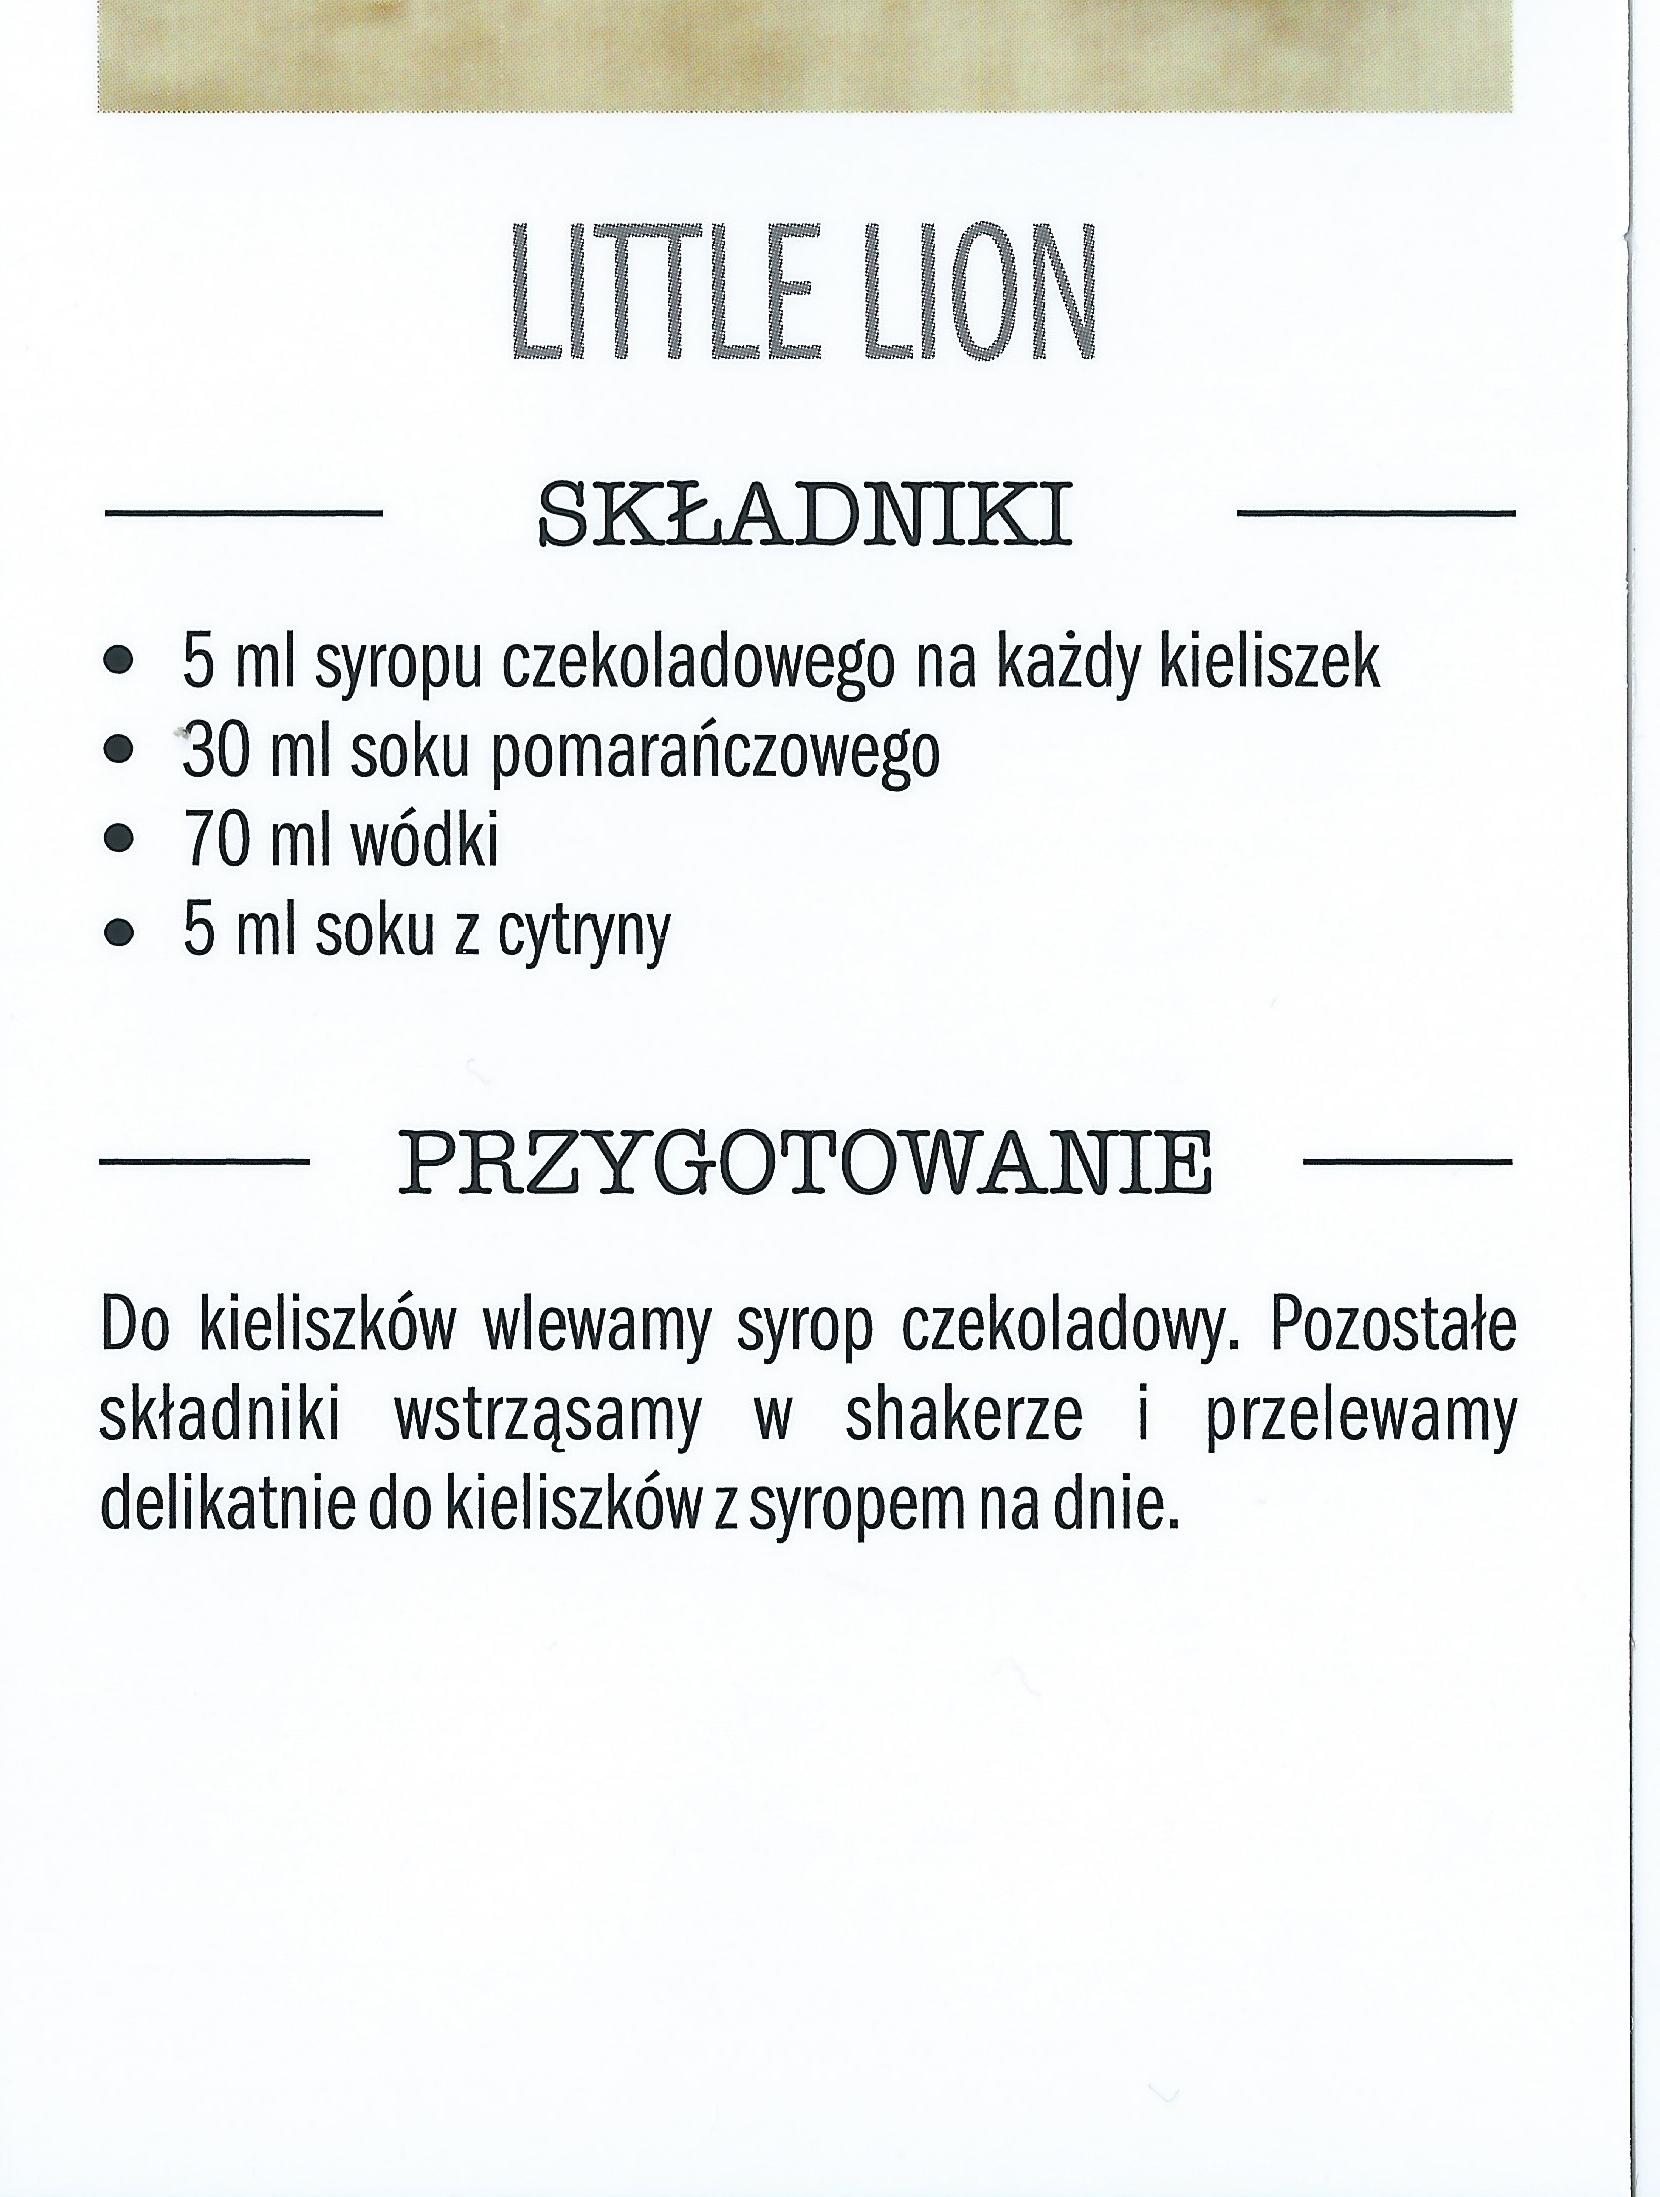 LITTLE LION
SKŁADNIKI
• 5 ml syropu czekoladowego na każdy kieliszek
• 30 ml soku pomarańczowego
• 70 ml wódki
• 5 ml soku z cytryny
PRZYGOTOWANIE
Do kieliszków wlewamy syrop czekoladowy. Pozostałe
składniki wstrząsamy w shakerze i przelewamy
delikatnie do kieliszków z syropem na dnie.